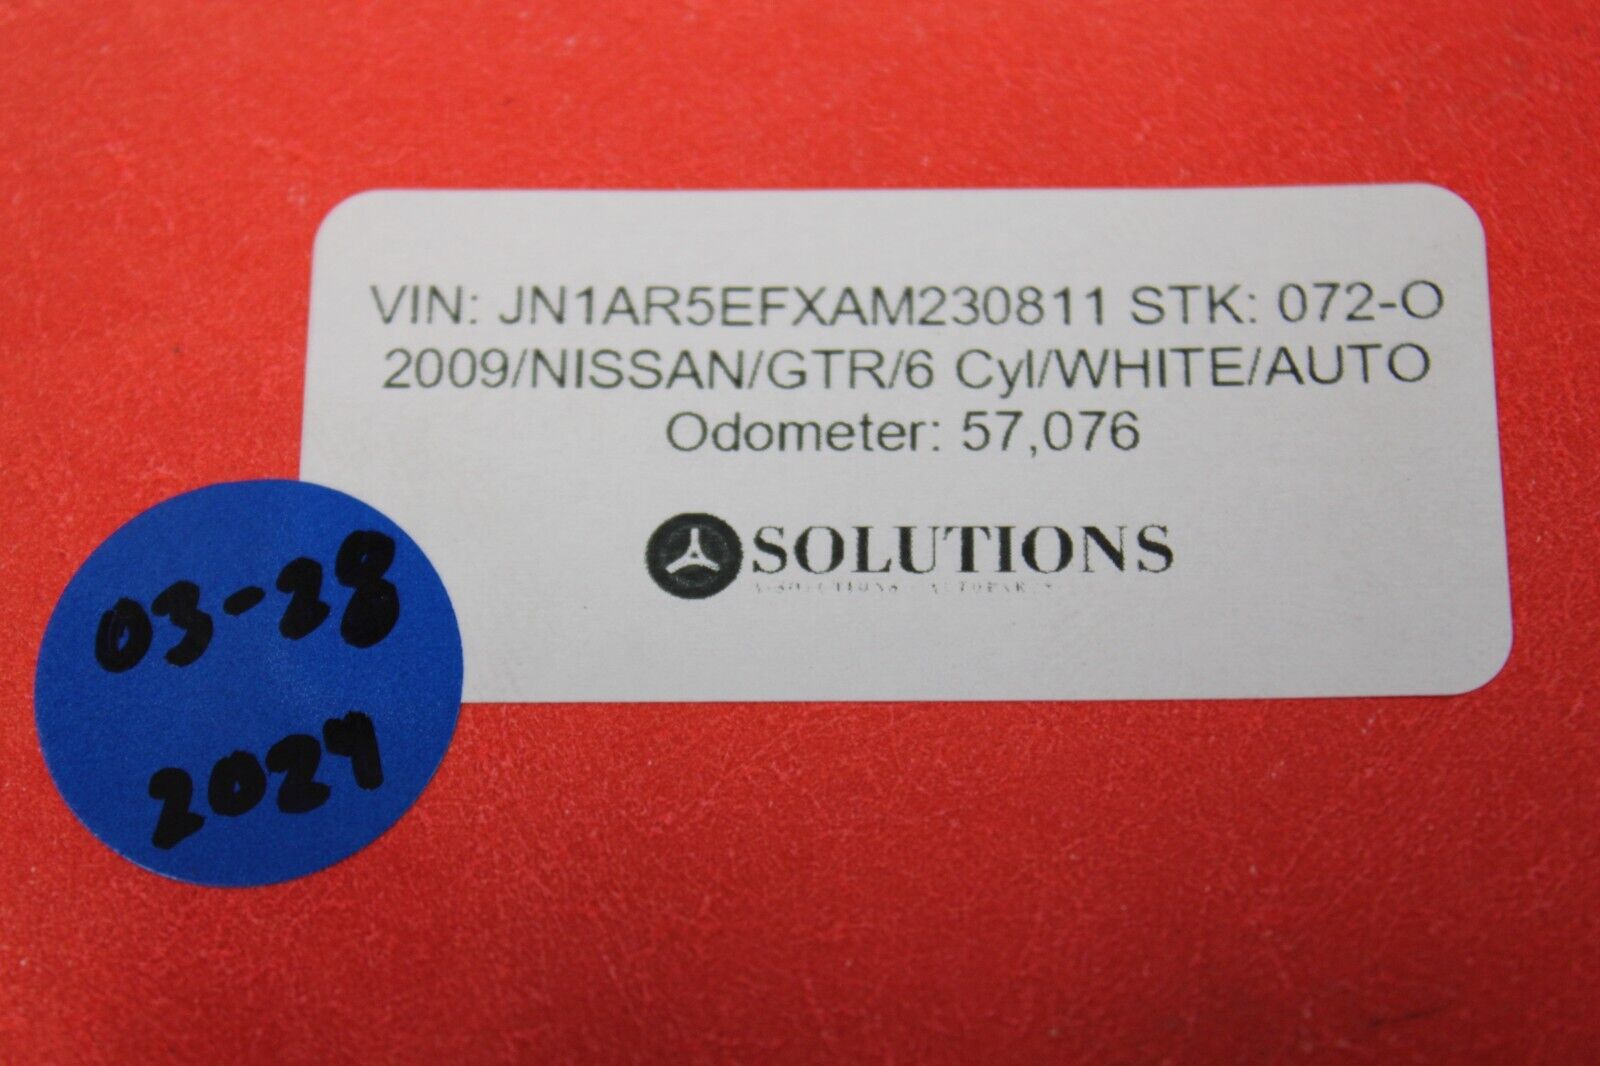 VIN: JN1AR5EFXAM230811 STK: 072-O
2009/NISSAN/GTR/6 Cyl/WHITE/AUTO
Odometer: 57,076
SOLUTIONS
03-28
2024